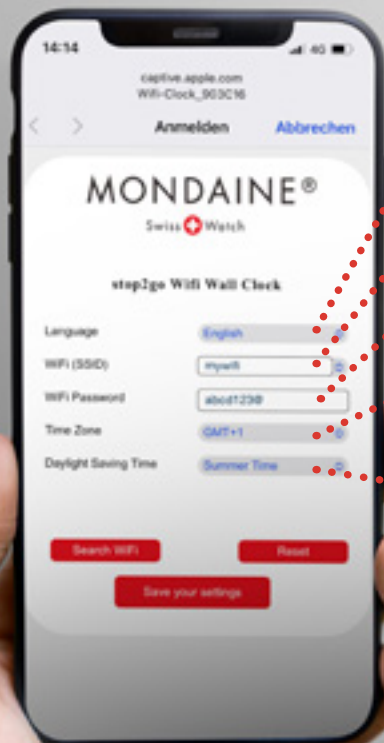 14:14
4G
captive.apple.com
Wifi-Clock_903C16
Anmelden Abbrechen
MONDAINE®
Swiss Watch
stop2go Wifi Wall Clock
Language English
WiFi (SSID) mywifi
WiFi Password abcd123@
Time Zone GMT+1
Daylight Saving Time Summer Time
Search WiFi Reset
Save your settings